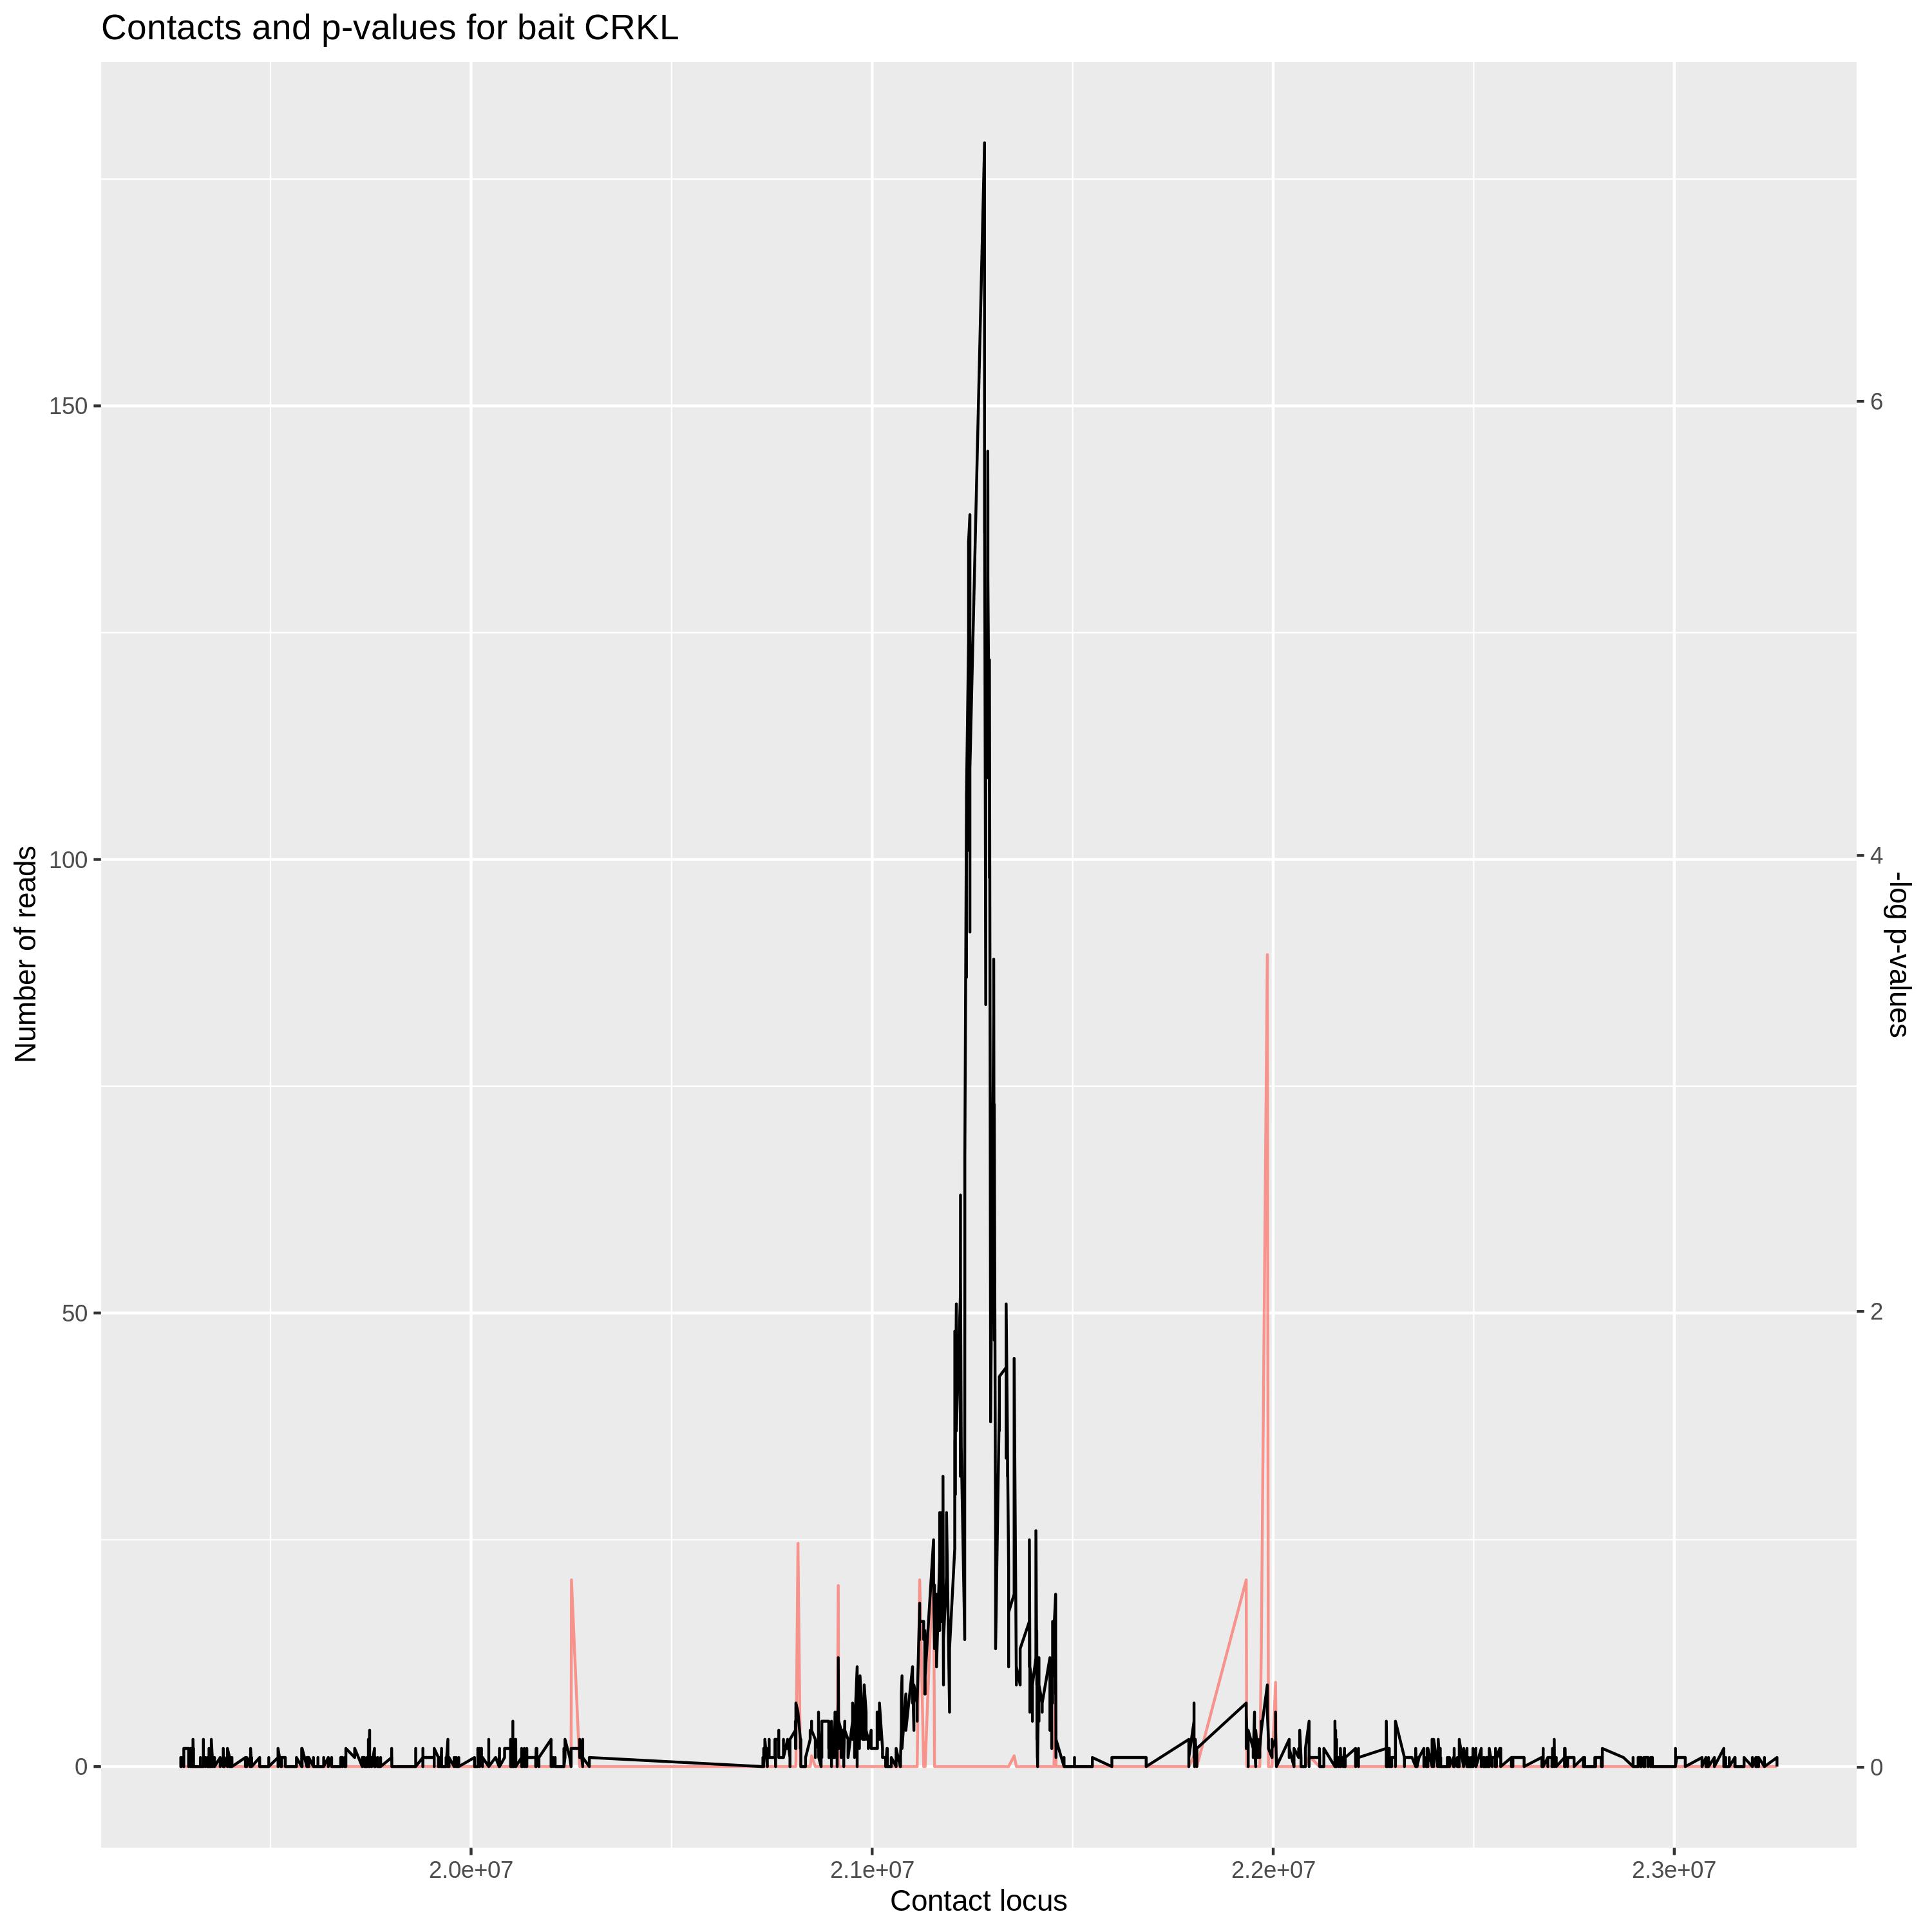 Contacts and p-values for bait CRKL
Number of reads
150
100
50
0
6
4
2
0
-log p-values
2.0e+07
2.1e+07
2.2e+07
2.3e+07
Contact locus